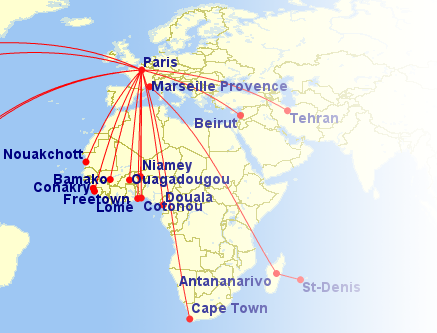 Paris
Marseille Provence
Beirut
Tehran
Nouakchott
Niamey
Bamako
Ouagadougou
Conakry
Freetown
Douala
Lome
Cotonou
Antananarivo
St-Denis
Cape Town